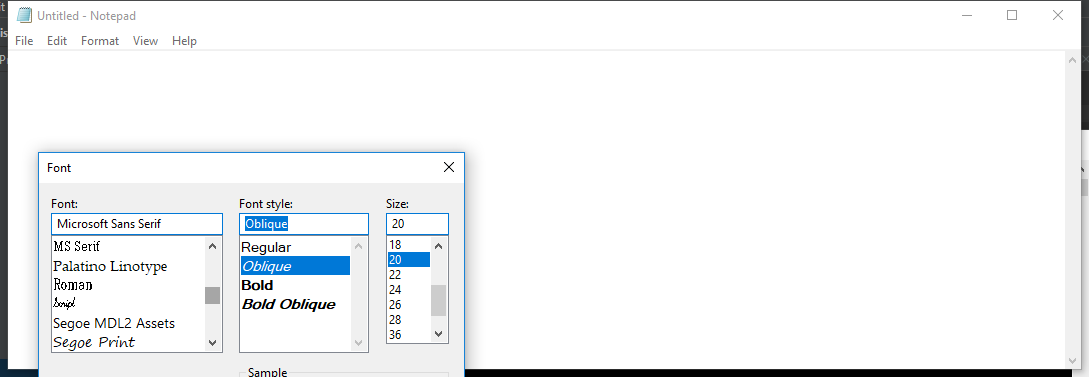 Untitled - Notepad
File Edit Format View Help
Font
Font: Font style: Size:
Microsoft Sans Serif Oblique 20
MS Serif
Palatino Linotype
Roman
Script
Segoe MDL2 Assets
Segoe Print
Regular
Oblique
Bold
Bold Oblique
18
20
22
24
26
28
36
Sample